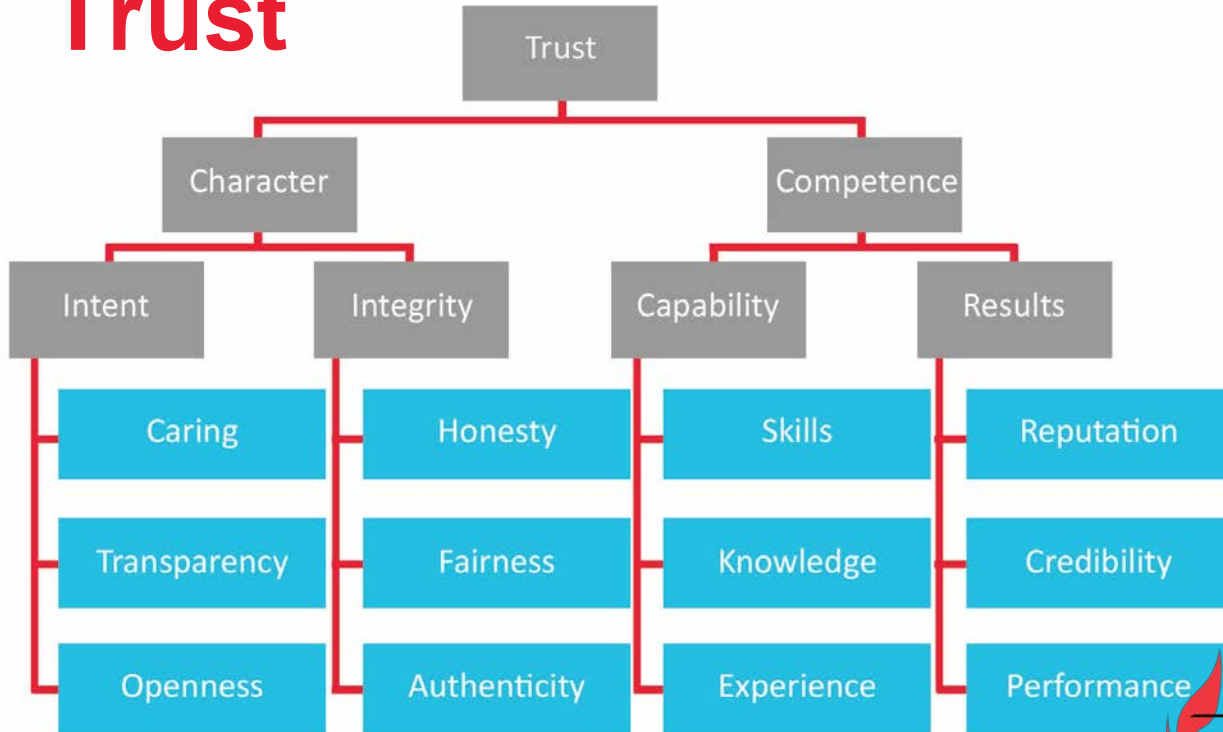 Trust
Trust
Character
Competence
Intent
Integrity
Capability
Results
Caring
Honesty
Skills
Reputation
Transparency
Fairness
Knowledge
Credibility
Openness
Authenticity
Experience
Performance